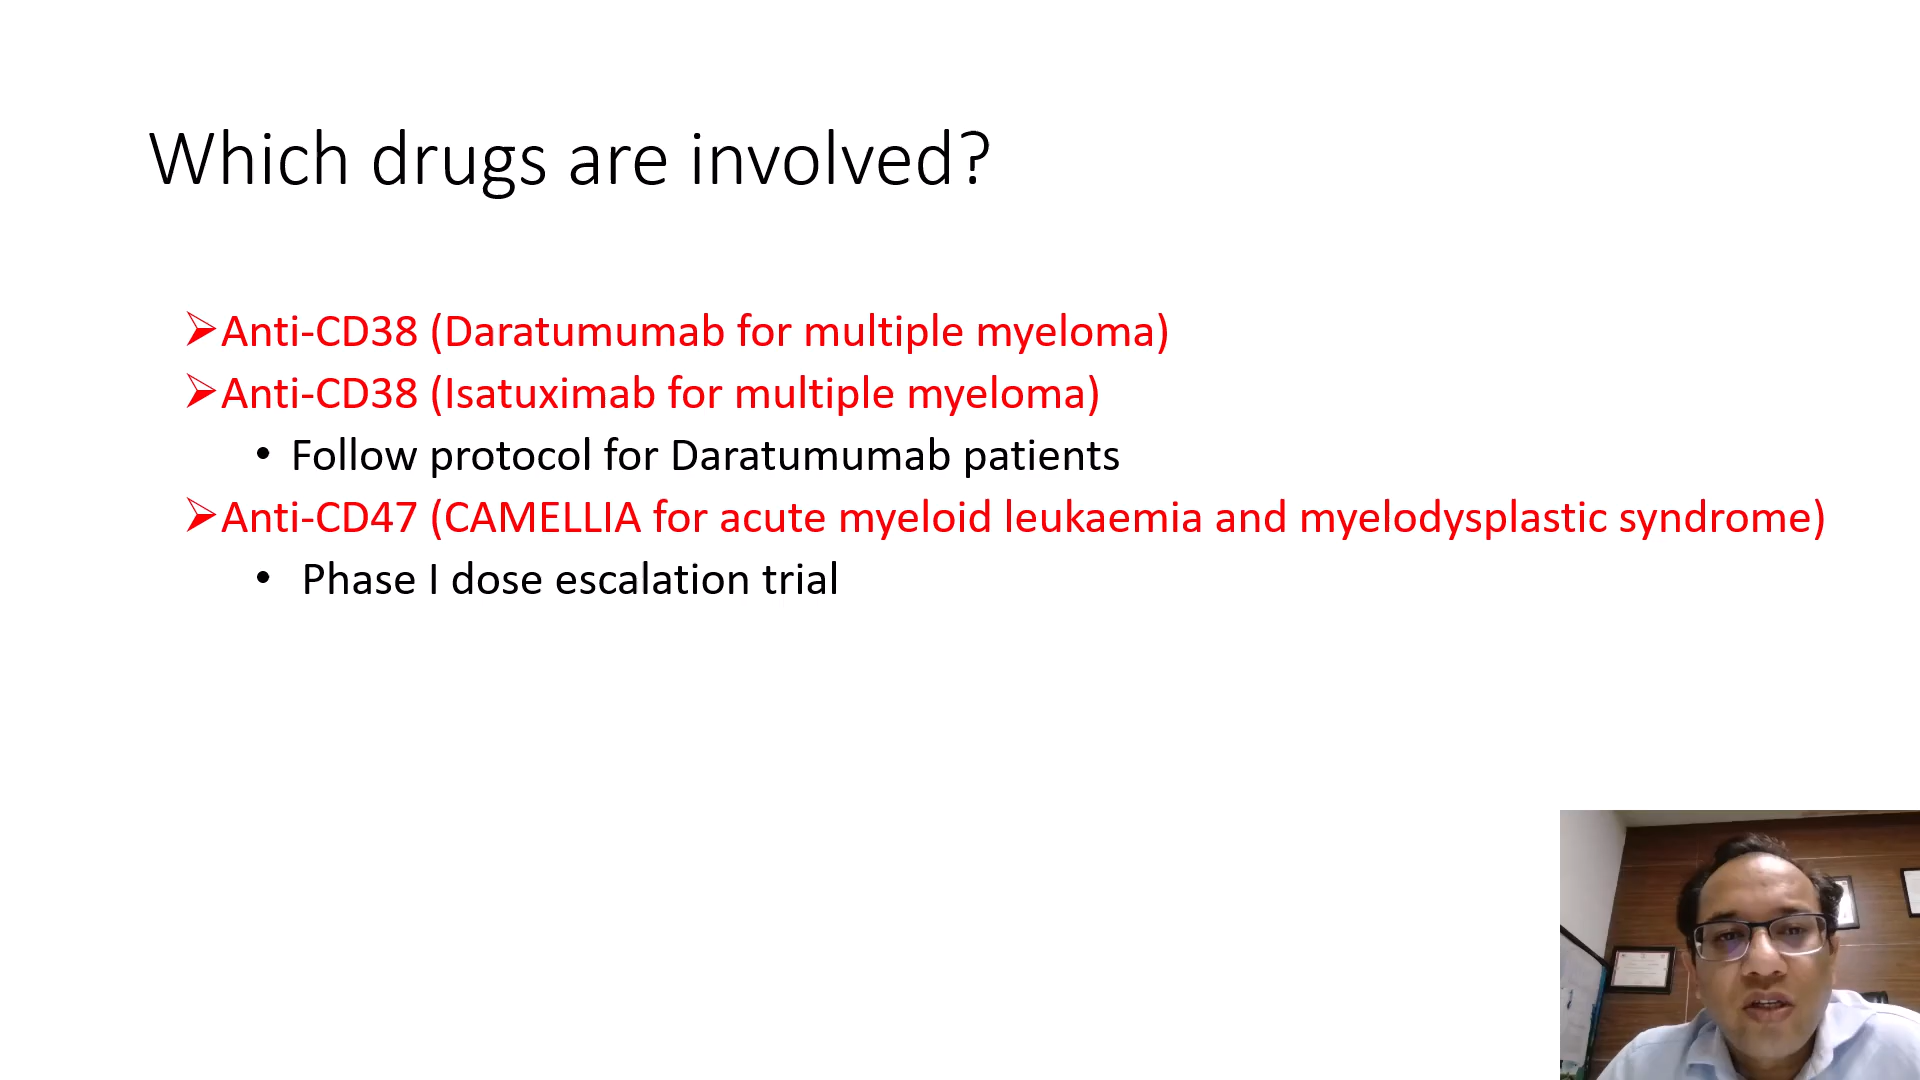 Which drugs are involved?
➢Anti-CD38 (Daratumumab for multiple myeloma)
➢Anti-CD38 (Isatuximab for multiple myeloma)
• Follow protocol for Daratumumab patients
➢Anti-CD47 (CAMELLIA for acute myeloid leukaemia and myelodysplastic syndrome)
• Phase I dose escalation trial